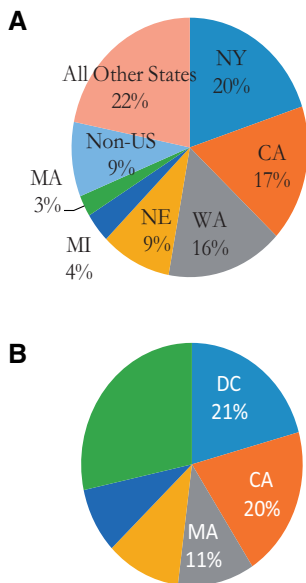 A
All Other States
22%
NY
20%
Non-US
9%
CA
17%
MA
3%
MI
4%
NE
9%
WA
16%
B
DC
21%
CA
20%
MA
11%